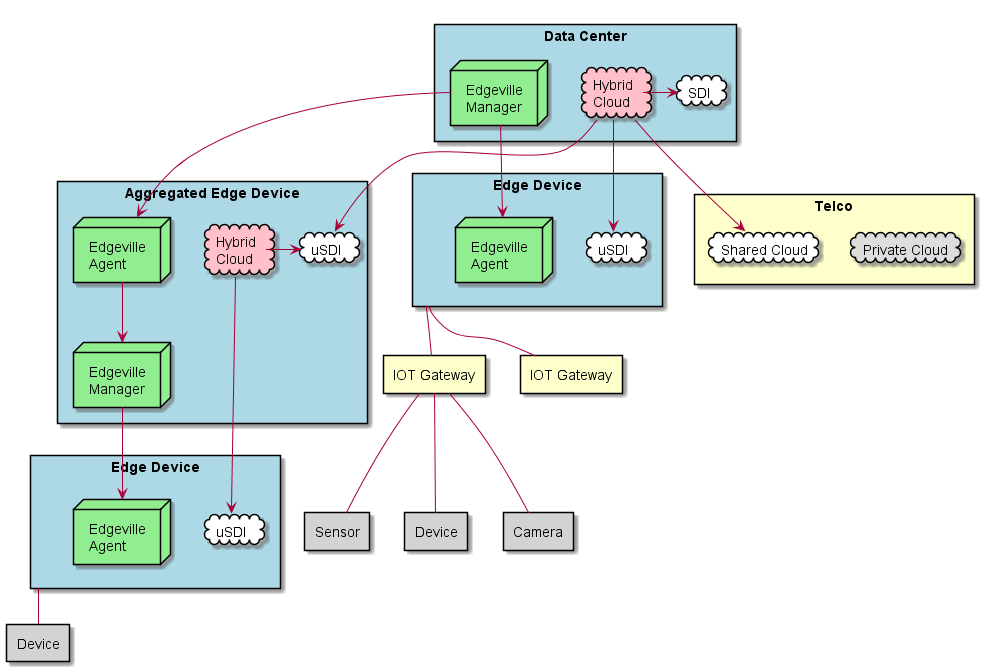 Data Center
Edgeville
Manager
Hybrid
Cloud
SDI
Aggregated Edge Device
Edgeville
Agent
Hybrid
Cloud
uSDI
Edgeville
Manager
Edge Device
Edgeville
Agent
uSDI
Telco
Shared Cloud
Private Cloud
IOT Gateway
IOT Gateway
Edge Device
Edgeville
Agent
uSDI
Sensor
Device
Camera
Device